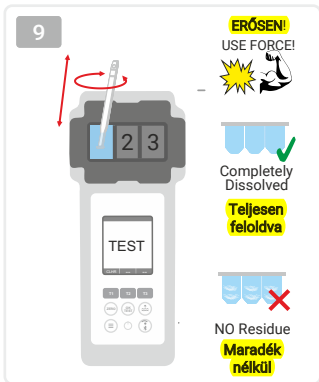 9
ERŐSEN!
USE FORCE!
2 3
TEST
Completely
Dissolved
Teljesen
feloldva
NO Residue
Maradék
nélkül